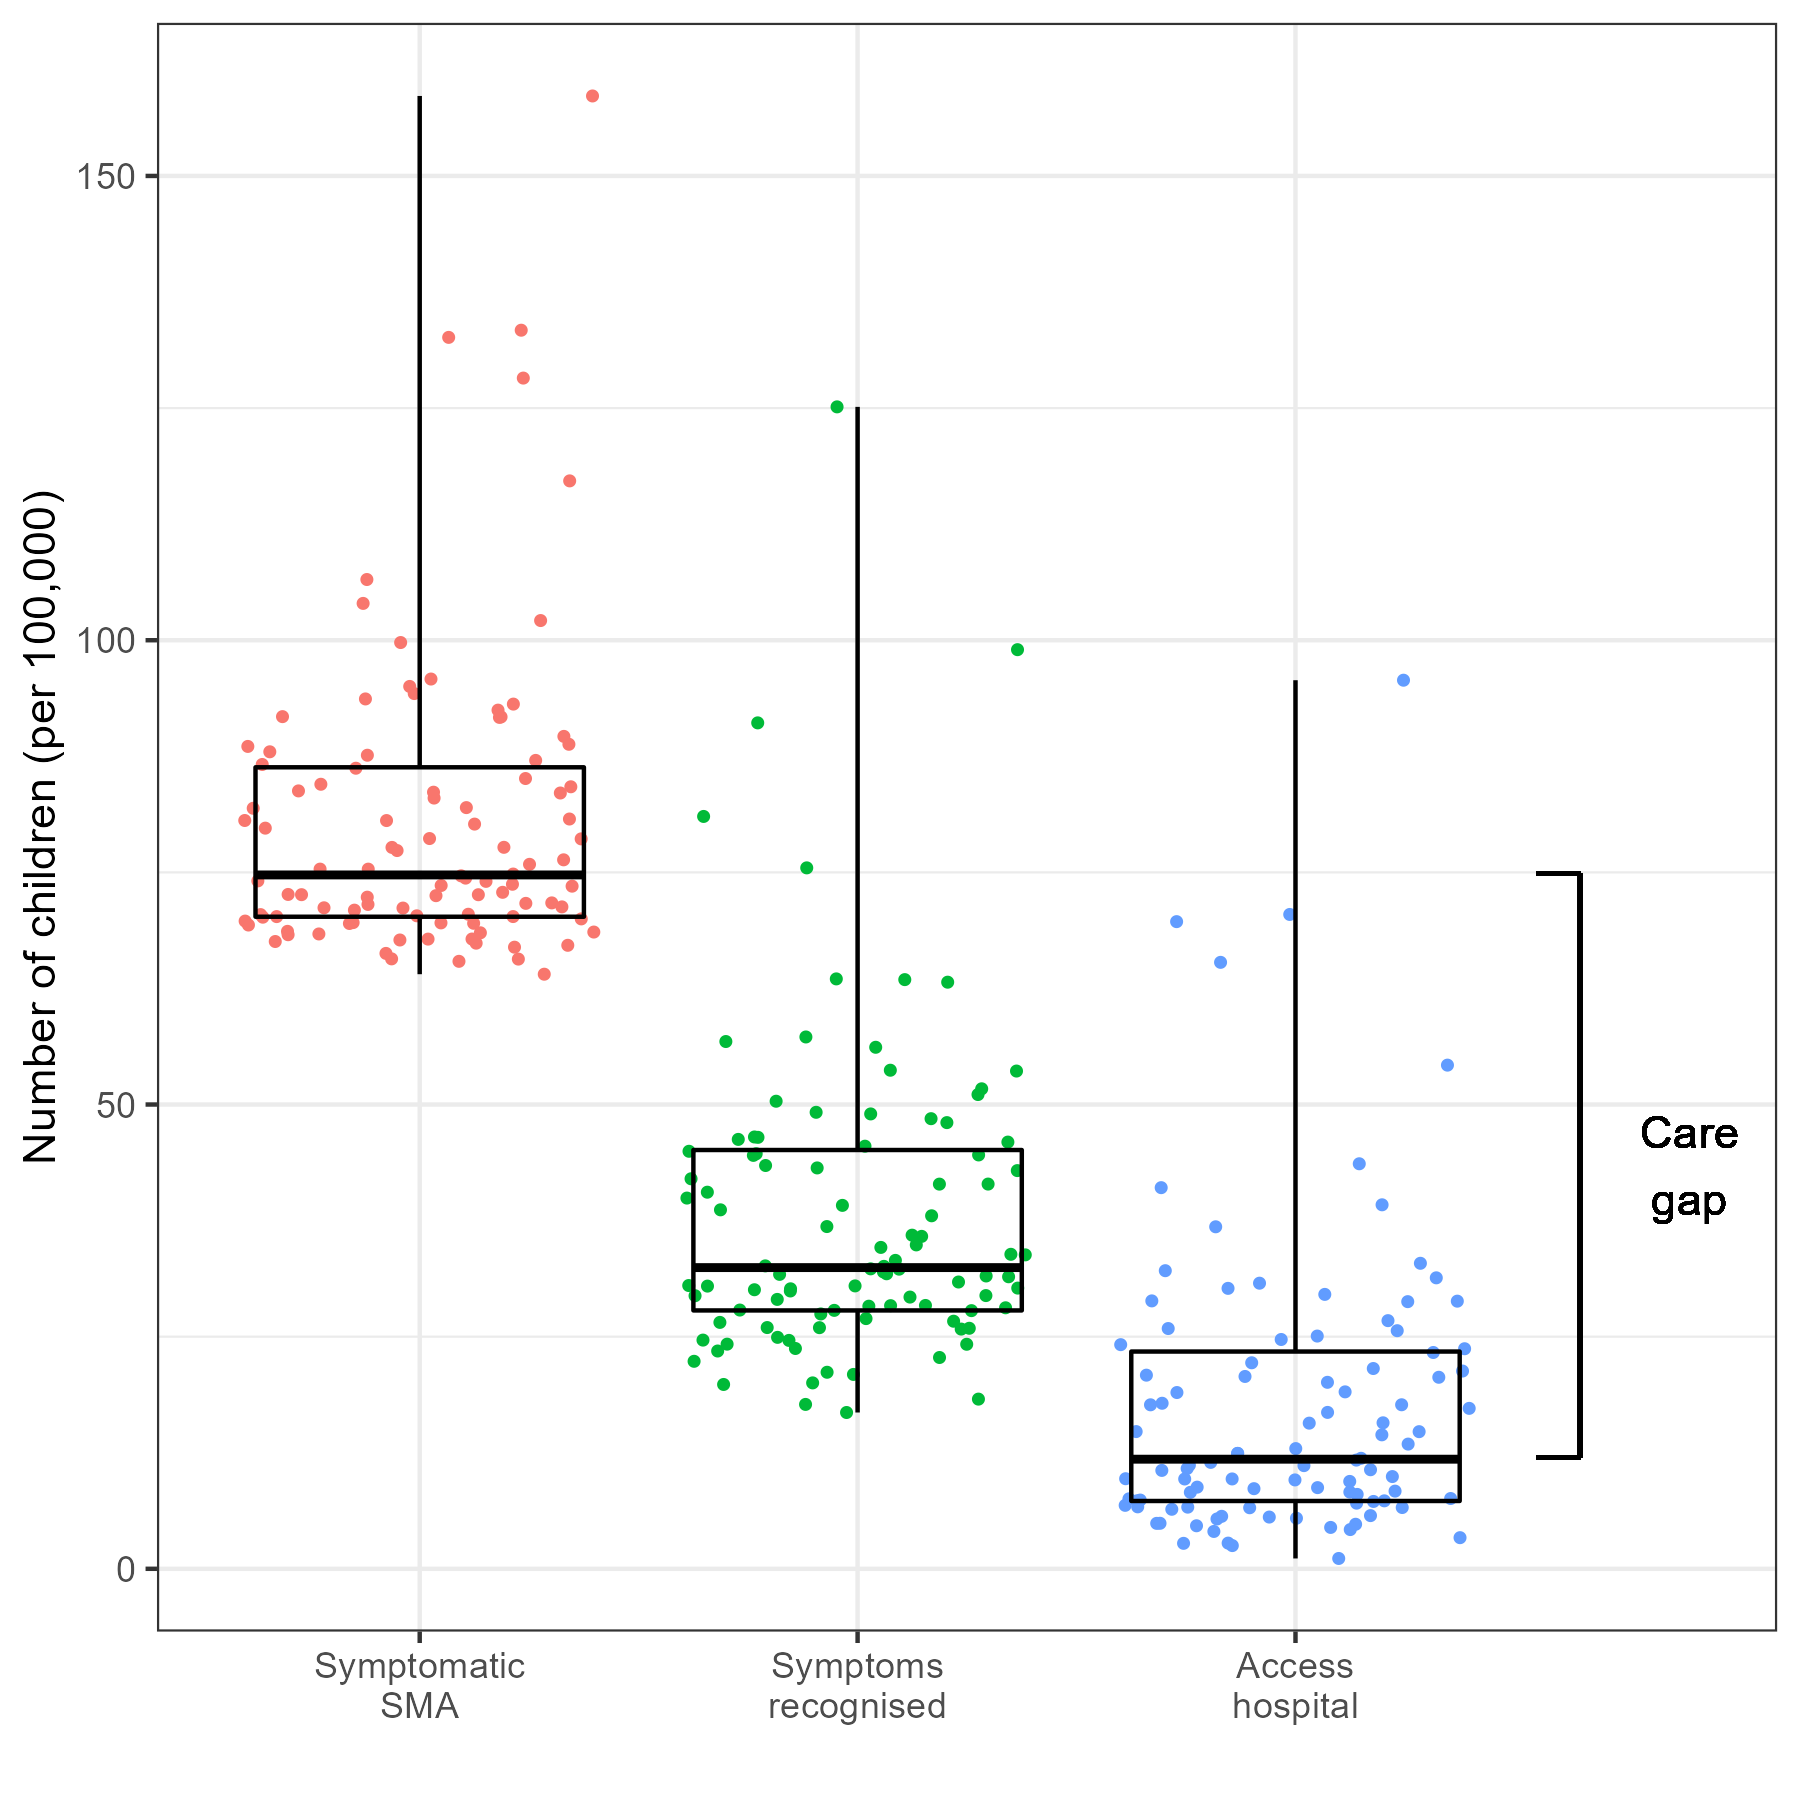 Number of children (per 100,000)
150
100
50
0
Care
gap
Symptomatic
SMA
Symptoms
recognised
Access
hospital